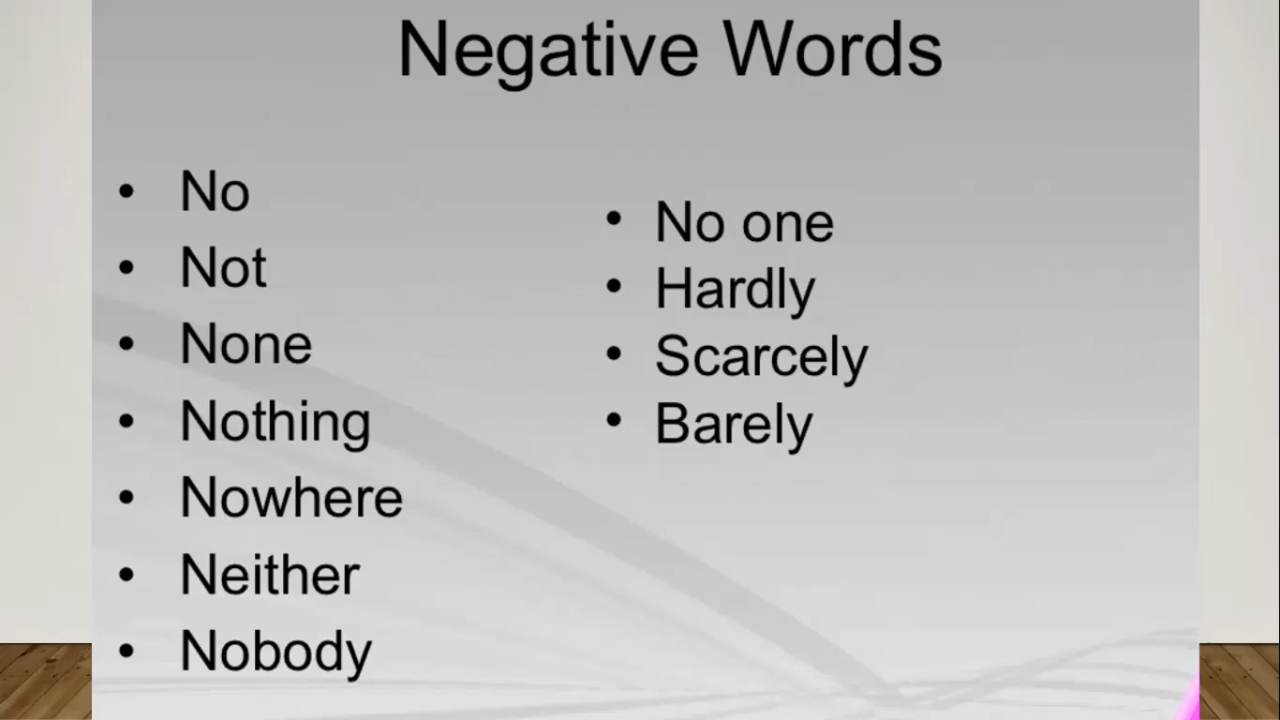 Negative Words
• No
• Not
• None
• Nothing
• Nowhere
• Neither
• Nobody
• No one
• Hardly
• Scarcely
• Barely